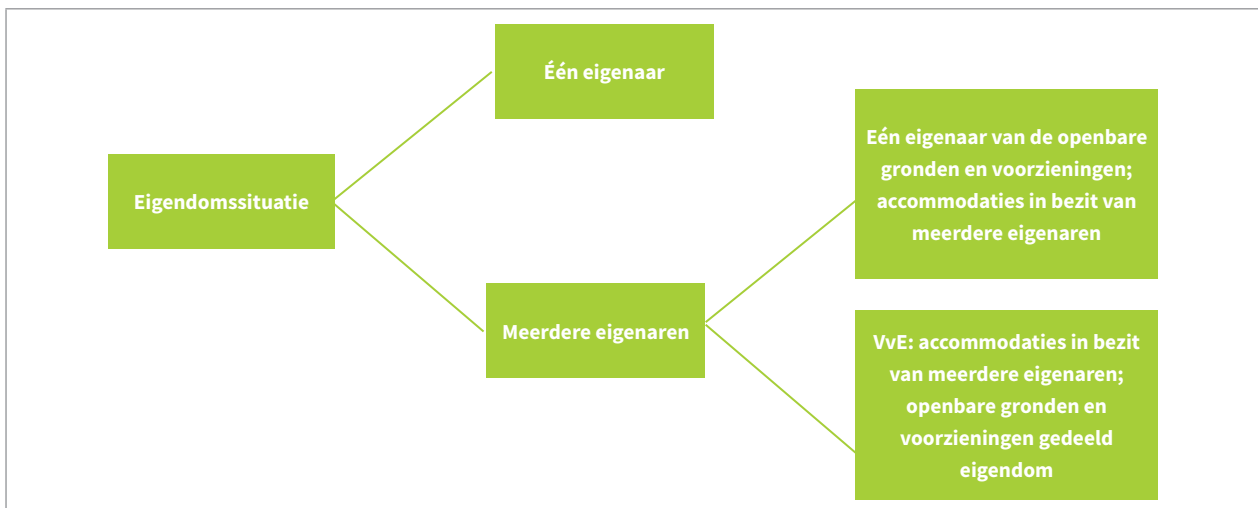 Één eigenaar
Eigendomssituatie
Meerdere eigenaren
Eén eigenaar van de openbare
gronden en voorzieningen;
accommodaties in bezit van
meerdere eigenaren
VvE: accommodaties in bezit
van meerdere eigenaren;
openbare gronden en
voorzieningen gedeeld
eigendom